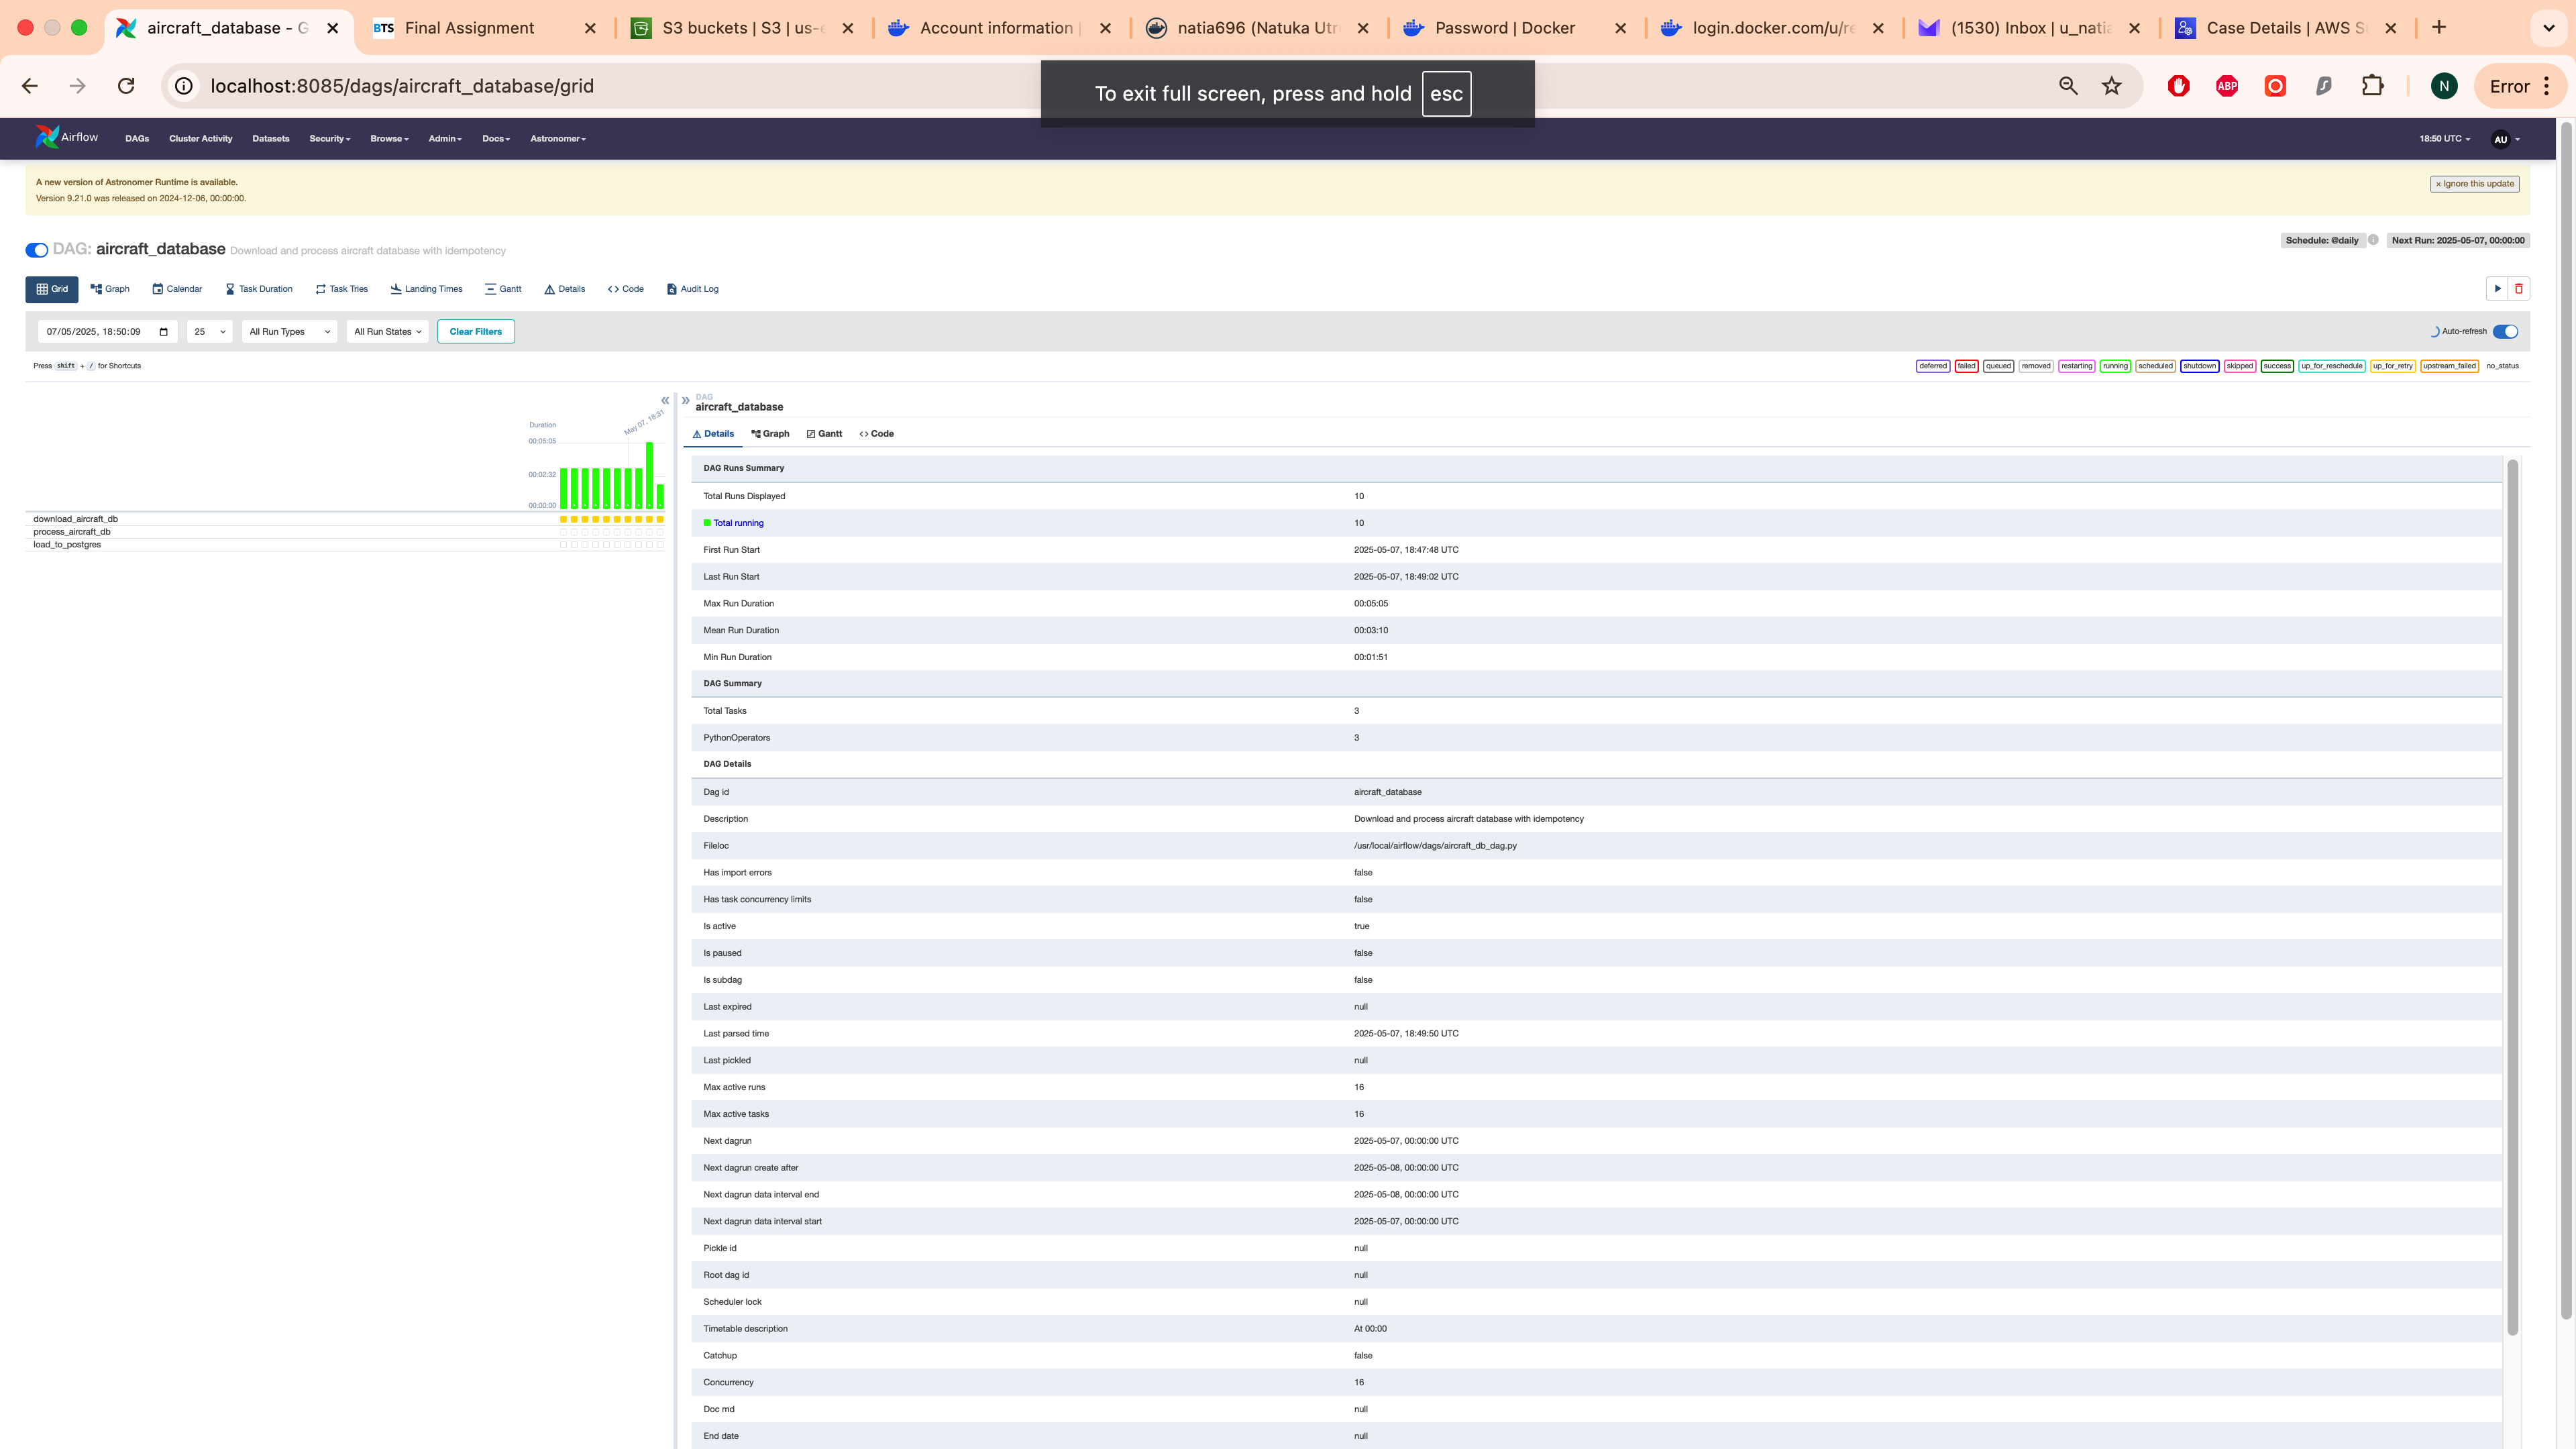 aircraft_database - G
Final Assignment
S3 buckets | S3 | us-e
Account information |
natia696 (Natuka Utr
Password | Docker
login.docker.com/u/re
(1530) Inbox | u_natia
Case Details | AWS S
localhost:8085/dags/aircraft_database/grid
To exit full screen, press and hold esc
ABP
N
Error
Airflow
DAGs
Cluster Activity
Datasets
Security
Browse
Admin
Docs
Astronomer
18:50 UTC
AU
A new version of Astronomer Runtime is available.
Version 9.21.0 was released on 2024-12-06, 00:00:00.
× Ignore this update
DAG: aircraft_database Download and process aircraft database with idempotency
Schedule: @daily
Next Run: 2025-05-07, 00:00:00
Grid
Graph
Calendar
Task Duration
Task Tries
Landing Times
Gantt
Details
Code
Audit Log
07/05/2025, 18:50:09
25
All Run Types
All Run States
Clear Filters
Auto-refresh
Press shift + / for Shortcuts
deferred
failed
queued
removed
restarting
running
scheduled
shutdown
skipped
success
up_for_reschedule
up_for_retry
upstream_failed
no_status
May 07, 18:31
Duration
00:05:05
00:02:32
00:00:00
download_aircraft_db
process_aircraft_db
load_to_postgres
DAG
aircraft_database
Details
Graph
Gantt
Code
DAG Runs Summary
Total Runs Displayed 10
Total running 10
First Run Start 2025-05-07, 18:47:48 UTC
Last Run Start 2025-05-07, 18:49:02 UTC
Max Run Duration 00:05:05
Mean Run Duration 00:03:10
Min Run Duration 00:01:51
DAG Summary
Total Tasks 3
PythonOperators 3
DAG Details
Dag id aircraft_database
Description Download and process aircraft database with idempotency
Fileloc /usr/local/airflow/dags/aircraft_db_dag.py
Has import errors false
Has task concurrency limits false
Is active true
Is paused false
Is subdag false
Last expired null
Last parsed time 2025-05-07, 18:49:50 UTC
Last pickled null
Max active runs 16
Max active tasks 16
Next dagrun 2025-05-07, 00:00:00 UTC
Next dagrun create after 2025-05-08, 00:00:00 UTC
Next dagrun data interval end 2025-05-08, 00:00:00 UTC
Next dagrun data interval start 2025-05-07, 00:00:00 UTC
Pickle id null
Root dag id null
Scheduler lock null
Timetable description At 00:00
Catchup false
Concurrency 16
Doc md null
End date null